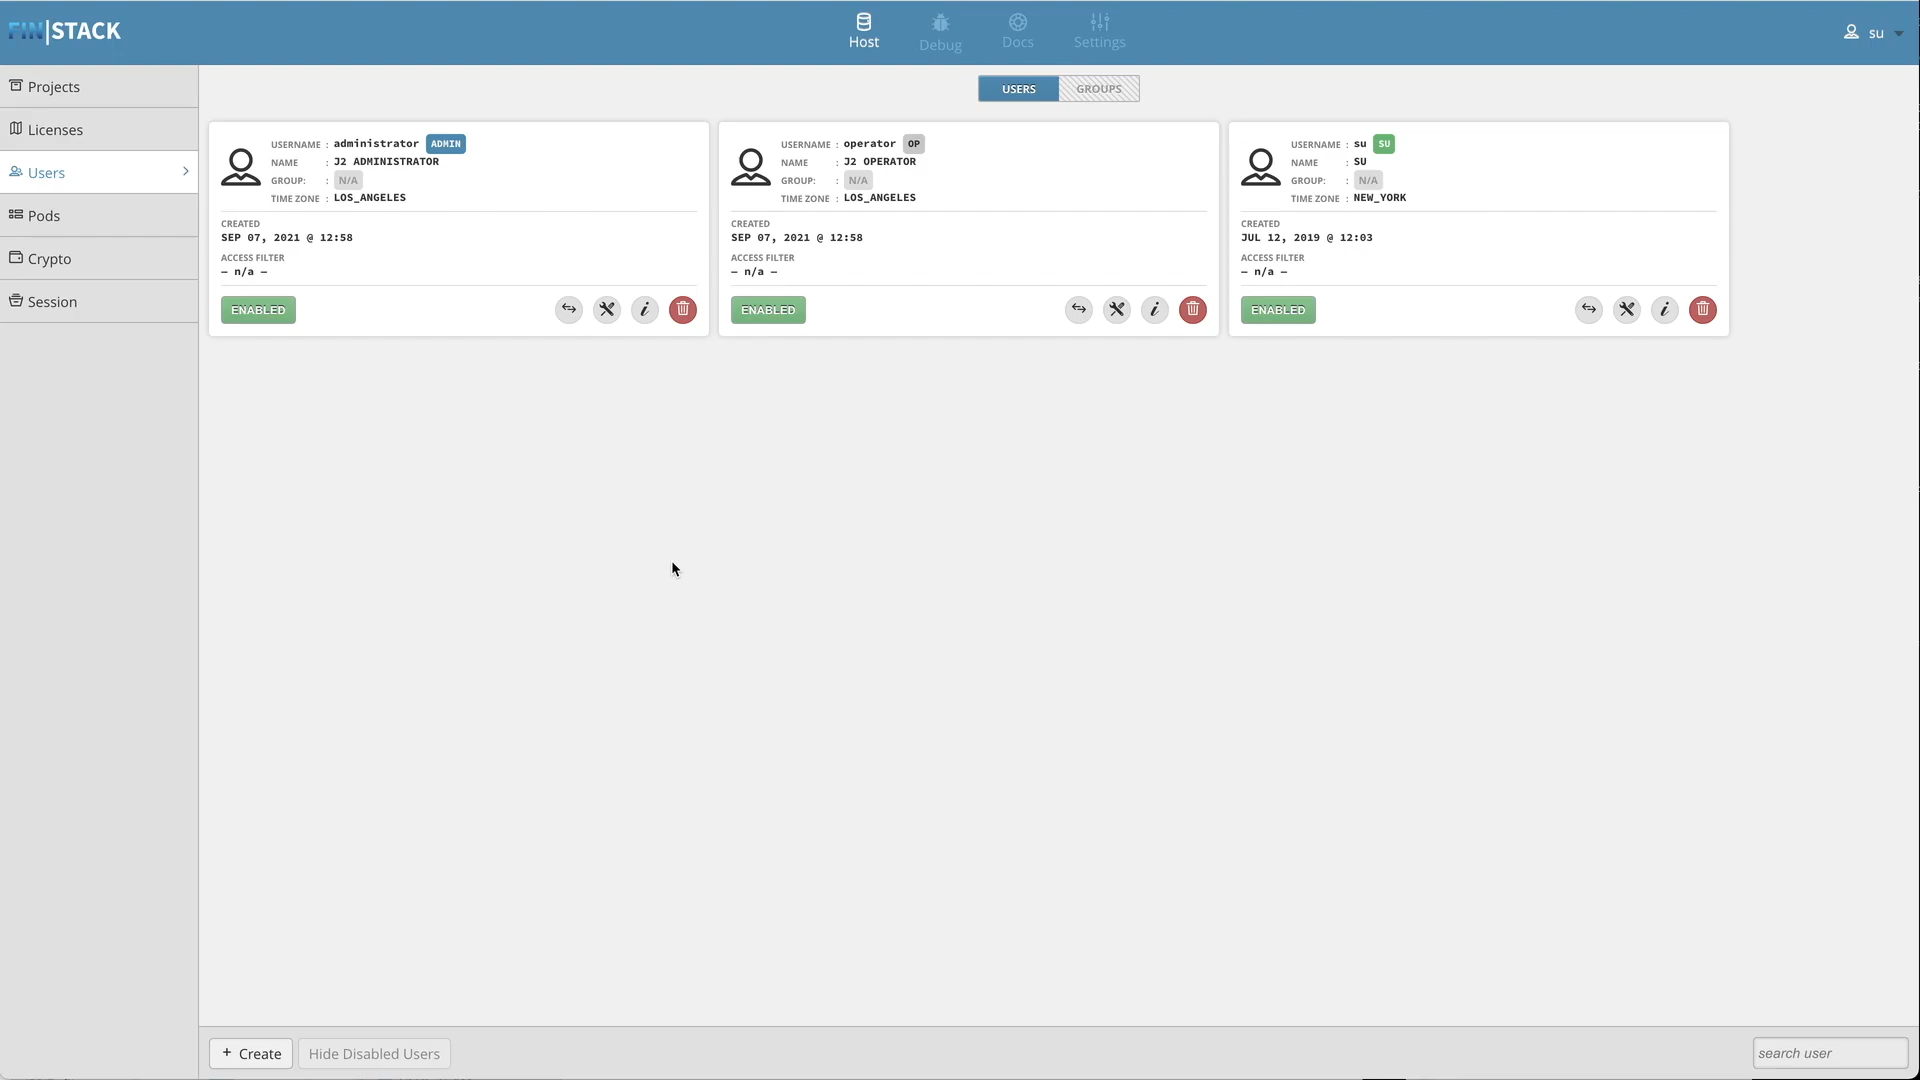 FIN|STACK
Host
Debug
Docs
Settings
su
Projects
Licenses
Users
Pods
Crypto
Session
USERS
GROUPS
USERNAME : administrator ADMIN
NAME : J2 ADMINISTRATOR
GROUP: : N/A
TIME ZONE : LOS_ANGELES
CREATED
SEP 07, 2021 @ 12:58
ACCESS FILTER
— n/a —
ENABLED
USERNAME : operator OP
NAME : J2 OPERATOR
GROUP: : N/A
TIME ZONE : LOS_ANGELES
CREATED
SEP 07, 2021 @ 12:58
ACCESS FILTER
— n/a —
ENABLED
USERNAME : su SU
NAME : SU
GROUP: : N/A
TIME ZONE : NEW_YORK
CREATED
JUL 12, 2019 @ 12:03
ACCESS FILTER
— n/a —
ENABLED
+ Create
Hide Disabled Users
search user